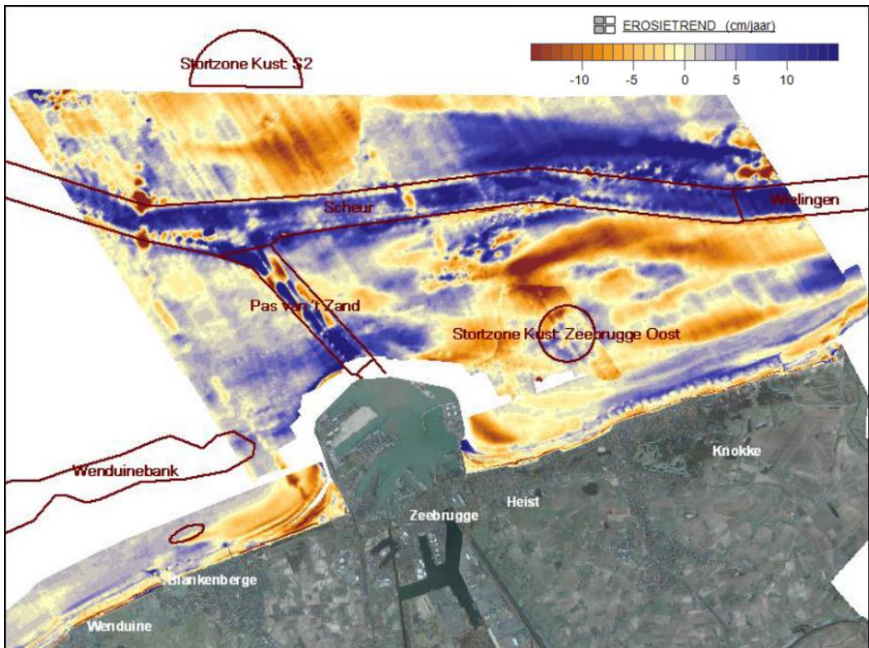 EROSIETREND (cm/jaar)
-10 -5 0 5 10
Stortzone Kust: S2
Scheur
Wielingen
Pas van 't Zand
Stortzone Kust: Zeebrugge Oost
Wenduinebank
Knokke
Heist
Zeebrugge
Blankenberge
Wenduine